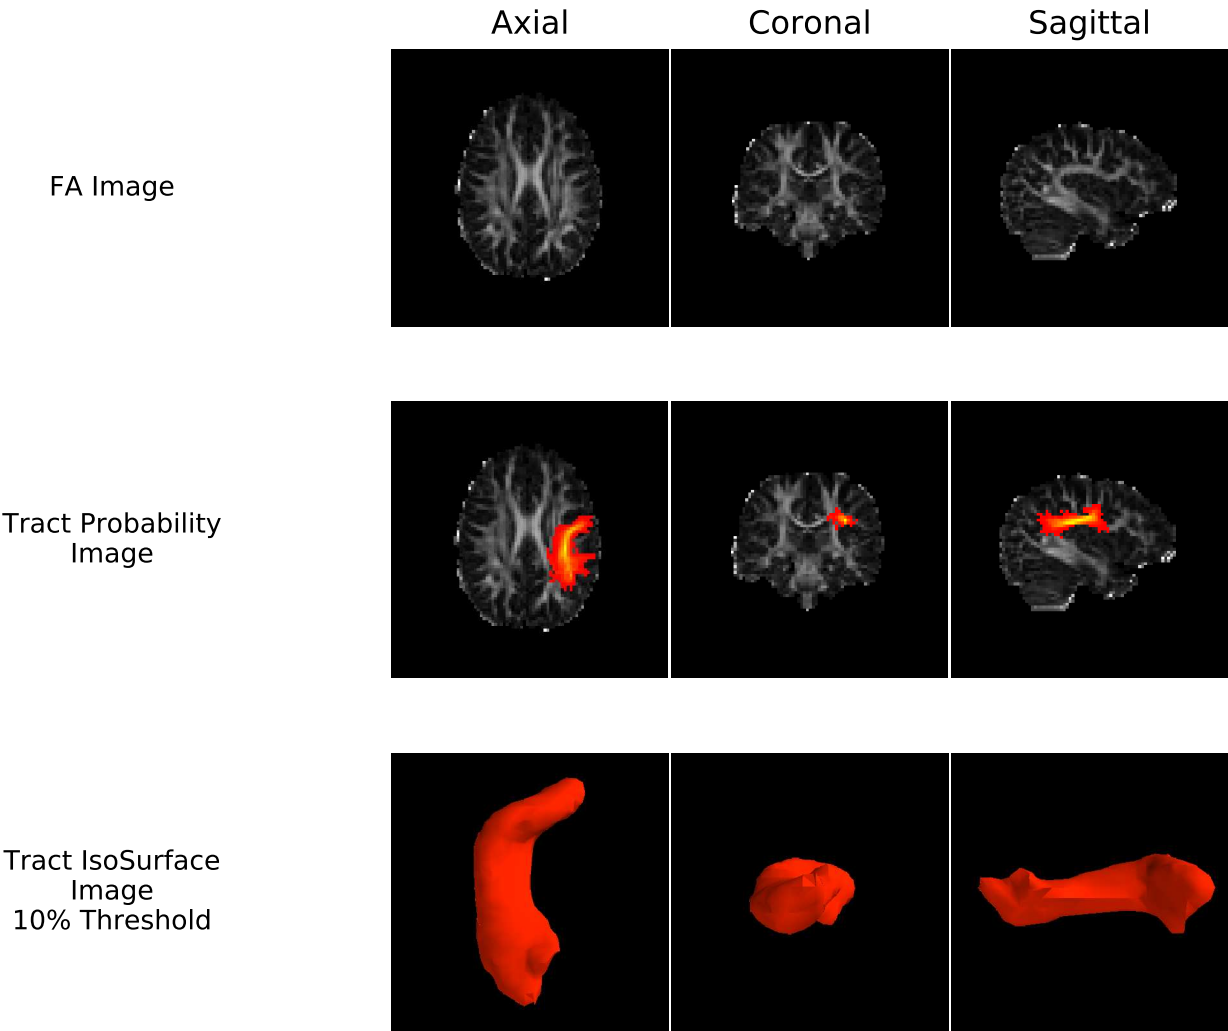 Axial Coronal Sagittal
FA Image
Tract Probability
Image
Tract IsoSurface
Image
10% Threshold